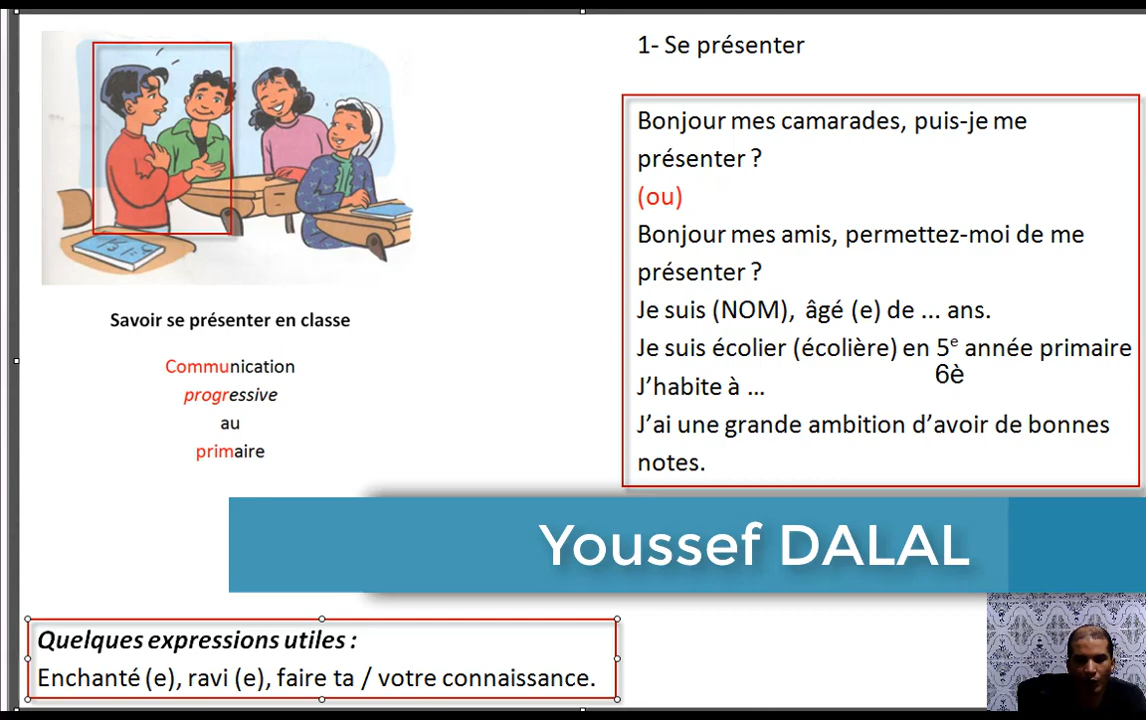 Savoir se présenter en classe
Communication
progressive
au
primaire
1- Se présenter
Bonjour mes camarades, puis-je me
présenter ?
(ou)
Bonjour mes amis, permettez-moi de me
présenter ?
Je suis (NOM), âgé (e) de ... ans.
Je suis écolier (écolière) en 5e année primaire
6è
J’habite à ...
J’ai une grande ambition d’avoir de bonnes
notes.
Youssef DALAL
Quelques expressions utiles :
Enchanté (e), ravi (e), faire ta / votre connaissance.